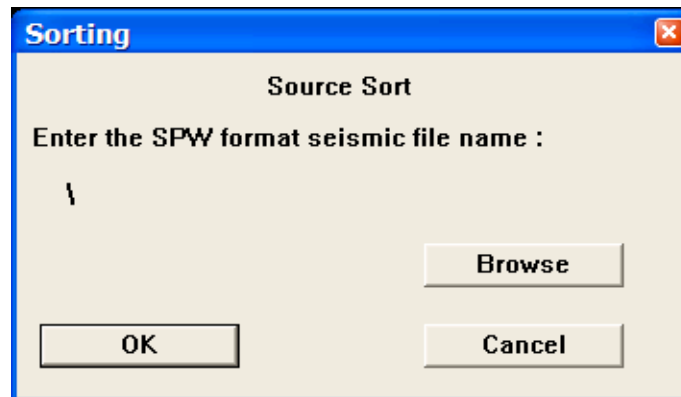 Sorting
Source Sort
Enter the SPW format seismic file name :
\
Browse
OK
Cancel